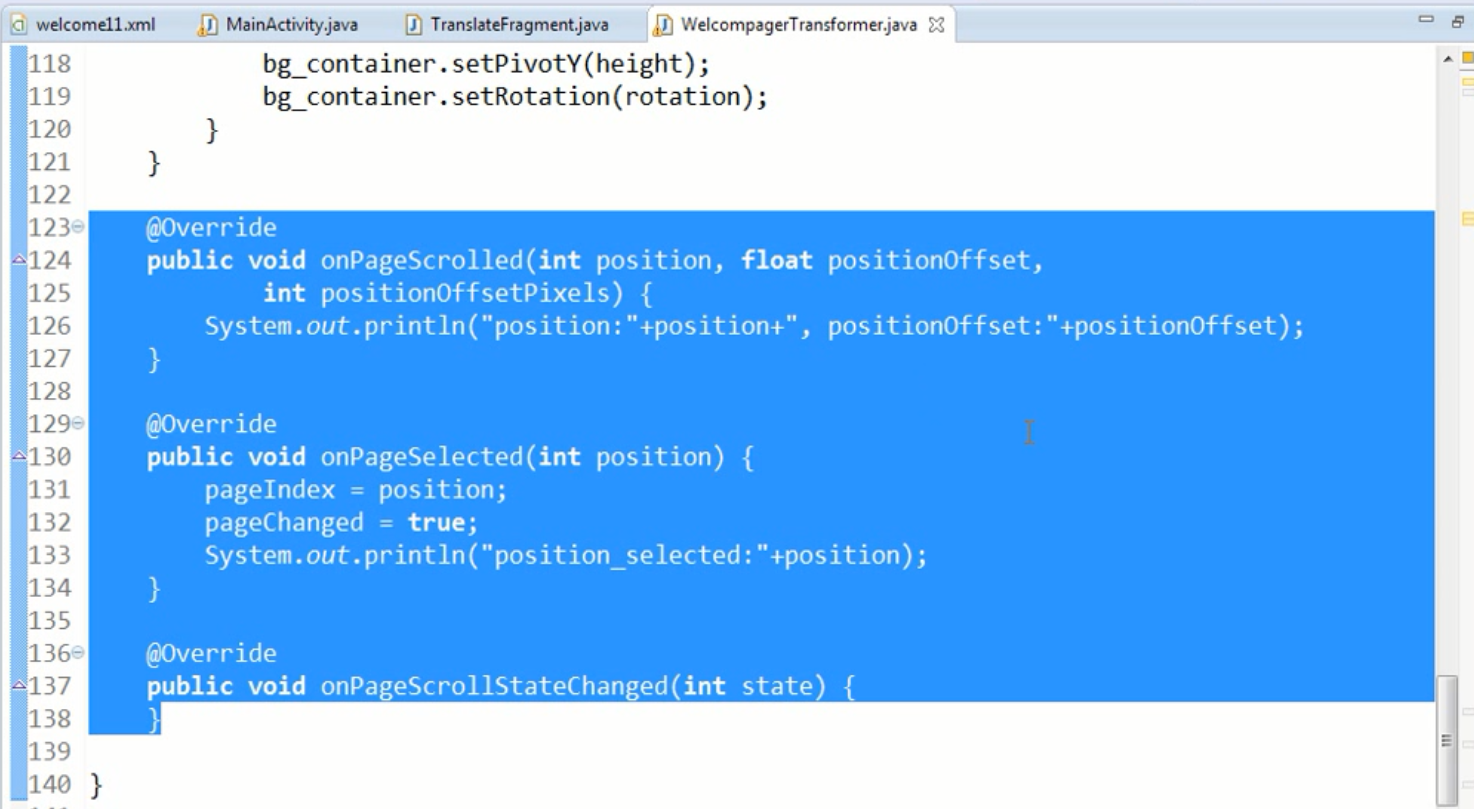 welcome11.xml MainActivity.java TranslateFragment.java WelcompagerTransformer.java
118 bg_container.setPivotY(height);
119 bg_container.setRotation(rotation);
120 }
121 }
122
123 @Override
124 public void onPageScrolled(int position, float positionOffset,
125 int positionOffsetPixels) {
126 System.out.println("position:"+position+", positionOffset:"+positionOffset);
127 }
128
129 @Override
130 public void onPageSelected(int position) {
131 pageIndex = position;
132 pageChanged = true;
133 System.out.println("position_selected:"+position);
134 }
135
136 @Override
137 public void onPageScrollStateChanged(int state) {
138 }
139
140 }